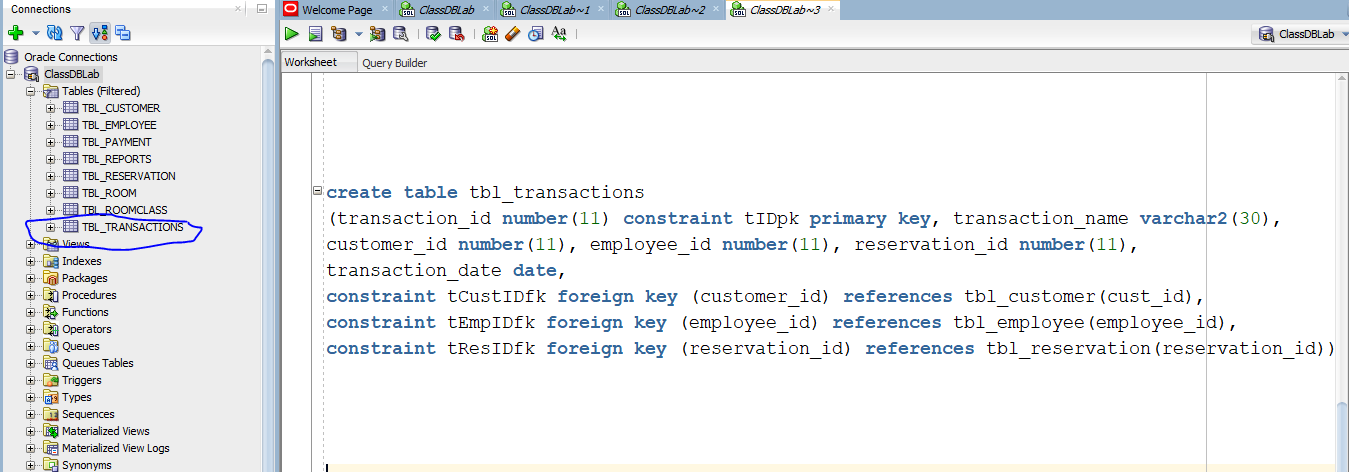 Connections
Oracle Connections
ClassDBLab
Tables (Filtered)
TBL_CUSTOMER
TBL_EMPLOYEE
TBL_PAYMENT
TBL_REPORTS
TBL_RESERVATION
TBL_ROOM
TBL_ROOMCLASS
TBL_TRANSACTIONS
Views
Indexes
Packages
Procedures
Functions
Operators
Queues
Queues Tables
Triggers
Types
Sequences
Materialized Views
Materialized View Logs
Synonyms
Welcome Page ClassDBLab ClassDBLab~1 ClassDBLab~2 ClassDBLab~3
ClassDBLab
Worksheet Query Builder
create table tbl_transactions
(transaction_id number(11) constraint tIDpk primary key, transaction_name varchar2(30),
customer_id number(11), employee_id number(11), reservation_id number(11),
transaction_date date,
constraint tCustIDfk foreign key (customer_id) references tbl_customer(cust_id),
constraint tEmpIDfk foreign key (employee_id) references tbl_employee(employee_id),
constraint tResIDfk foreign key (reservation_id) references tbl_reservation(reservation_id))